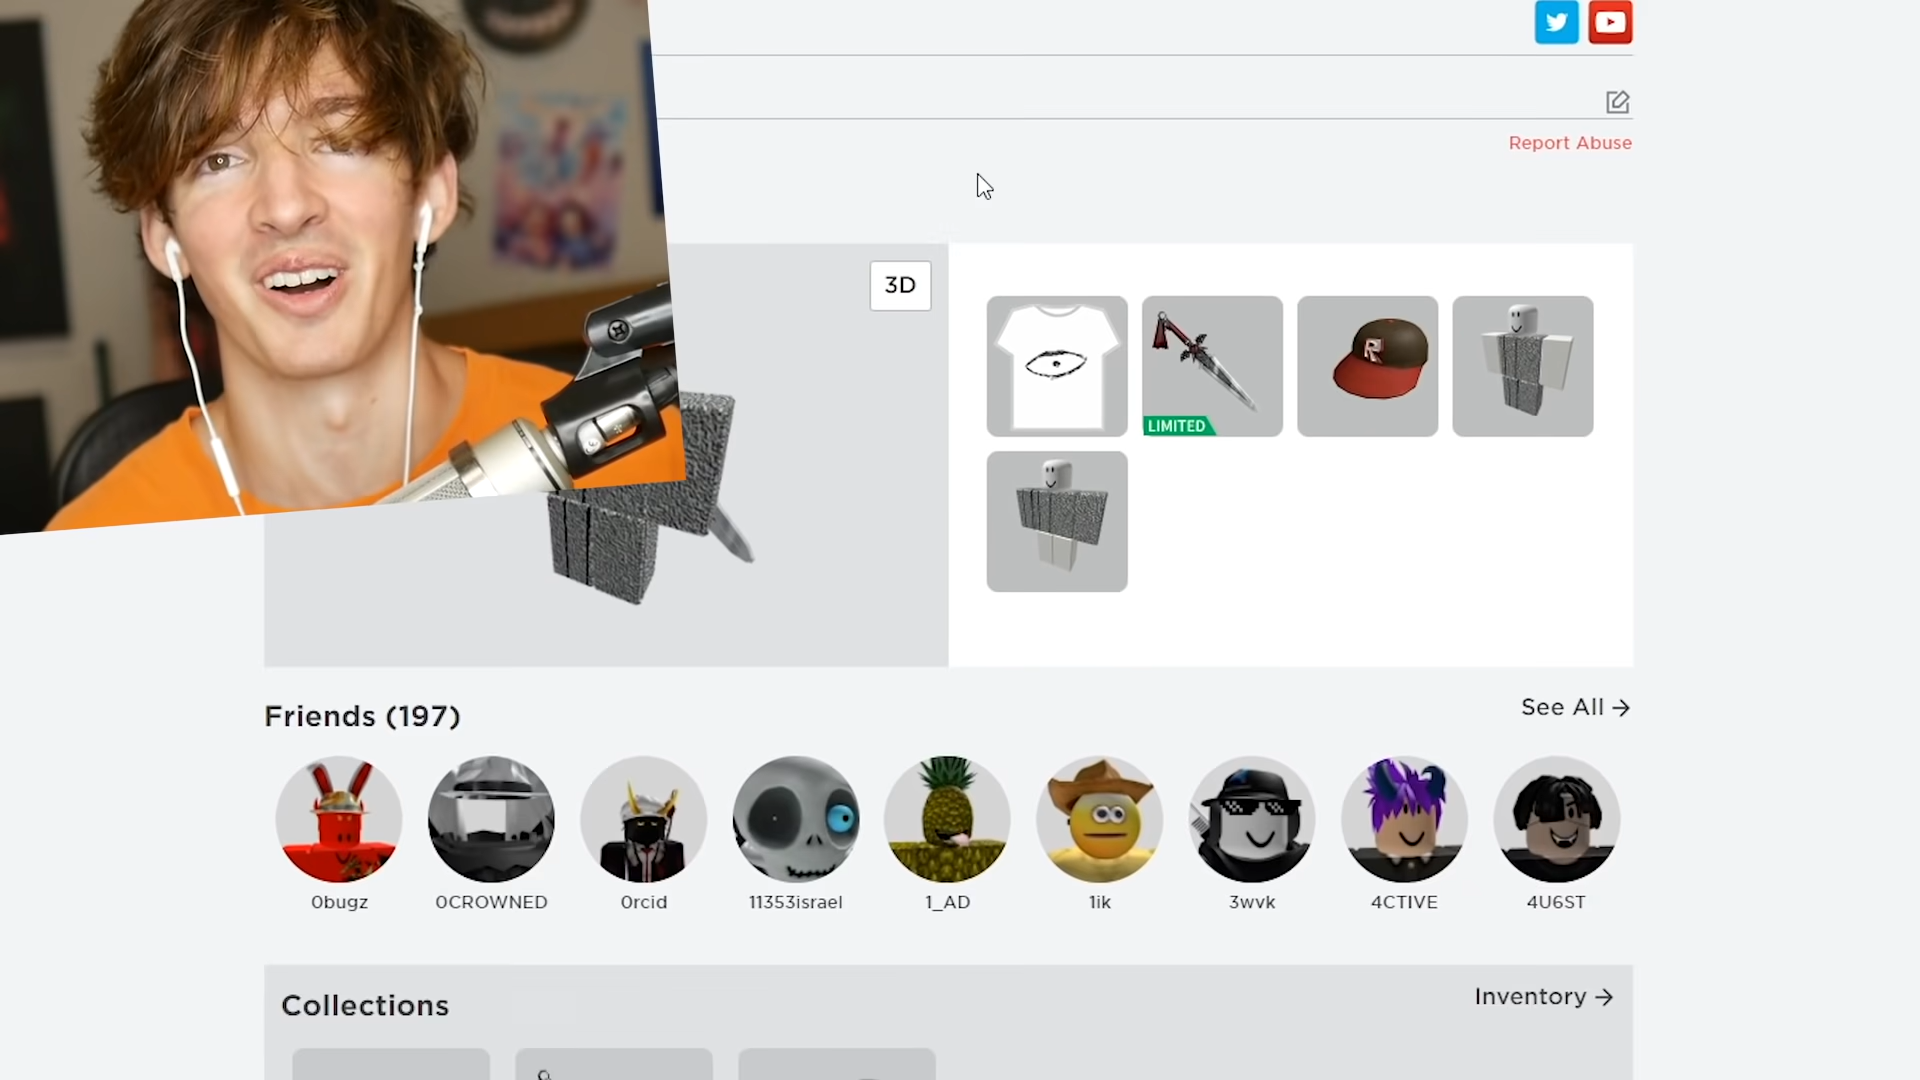 Report Abuse
3D
LIMITED
R
Friends (197)
See All →
0bugz
0CROWNED
0rcid
11353israel
1_AD
1ik
3wvk
4CTIVE
4U6ST
Collections
Inventory →